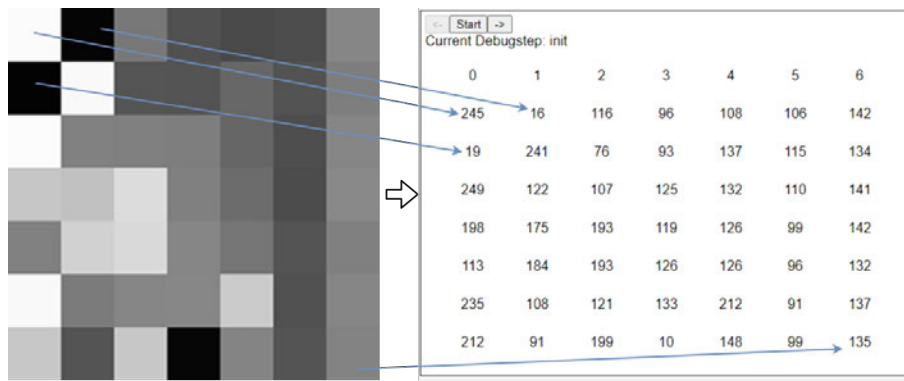 <- Start ->
Current Debugstep: init
0 1 2 3 4 5 6
245 16 116 96 108 106 142
19 241 76 93 137 115 134
249 122 107 125 132 110 141
198 175 193 119 126 99 142
113 184 193 126 126 96 132
235 108 121 133 212 91 137
212 91 199 10 148 99 135